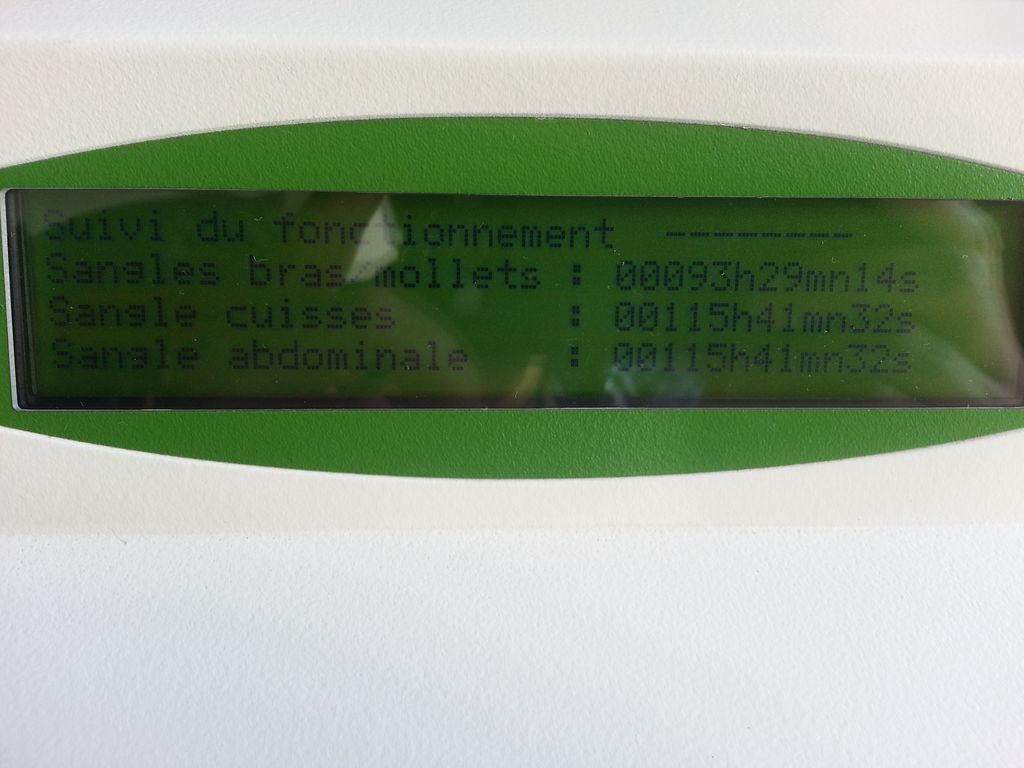 Suivi du fonctionnement --------
Sangles bras/mollets : 00093h29mn14s
Sangle cuisses : 00115h41mn32s
Sangle abdominale : 00115h41mn32s